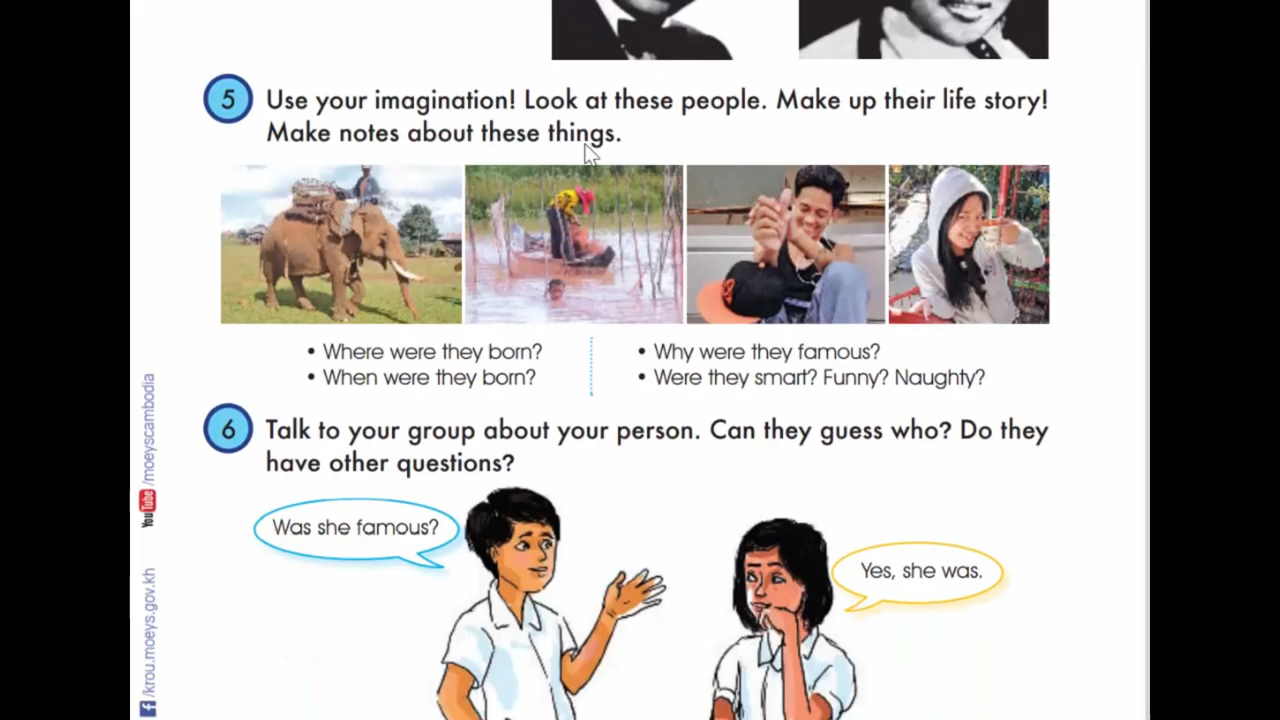 5 Use your imagination! Look at these people. Make up their life story!
Make notes about these things.
• Where were they born?
• When were they born?
• Why were they famous?
• Were they smart? Funny? Naughty?
6 Talk to your group about your person. Can they guess who? Do they
have other questions?
Was she famous?
Yes, she was.
YouTube /moeyscambodia
f /krou.moeys.gov.kh